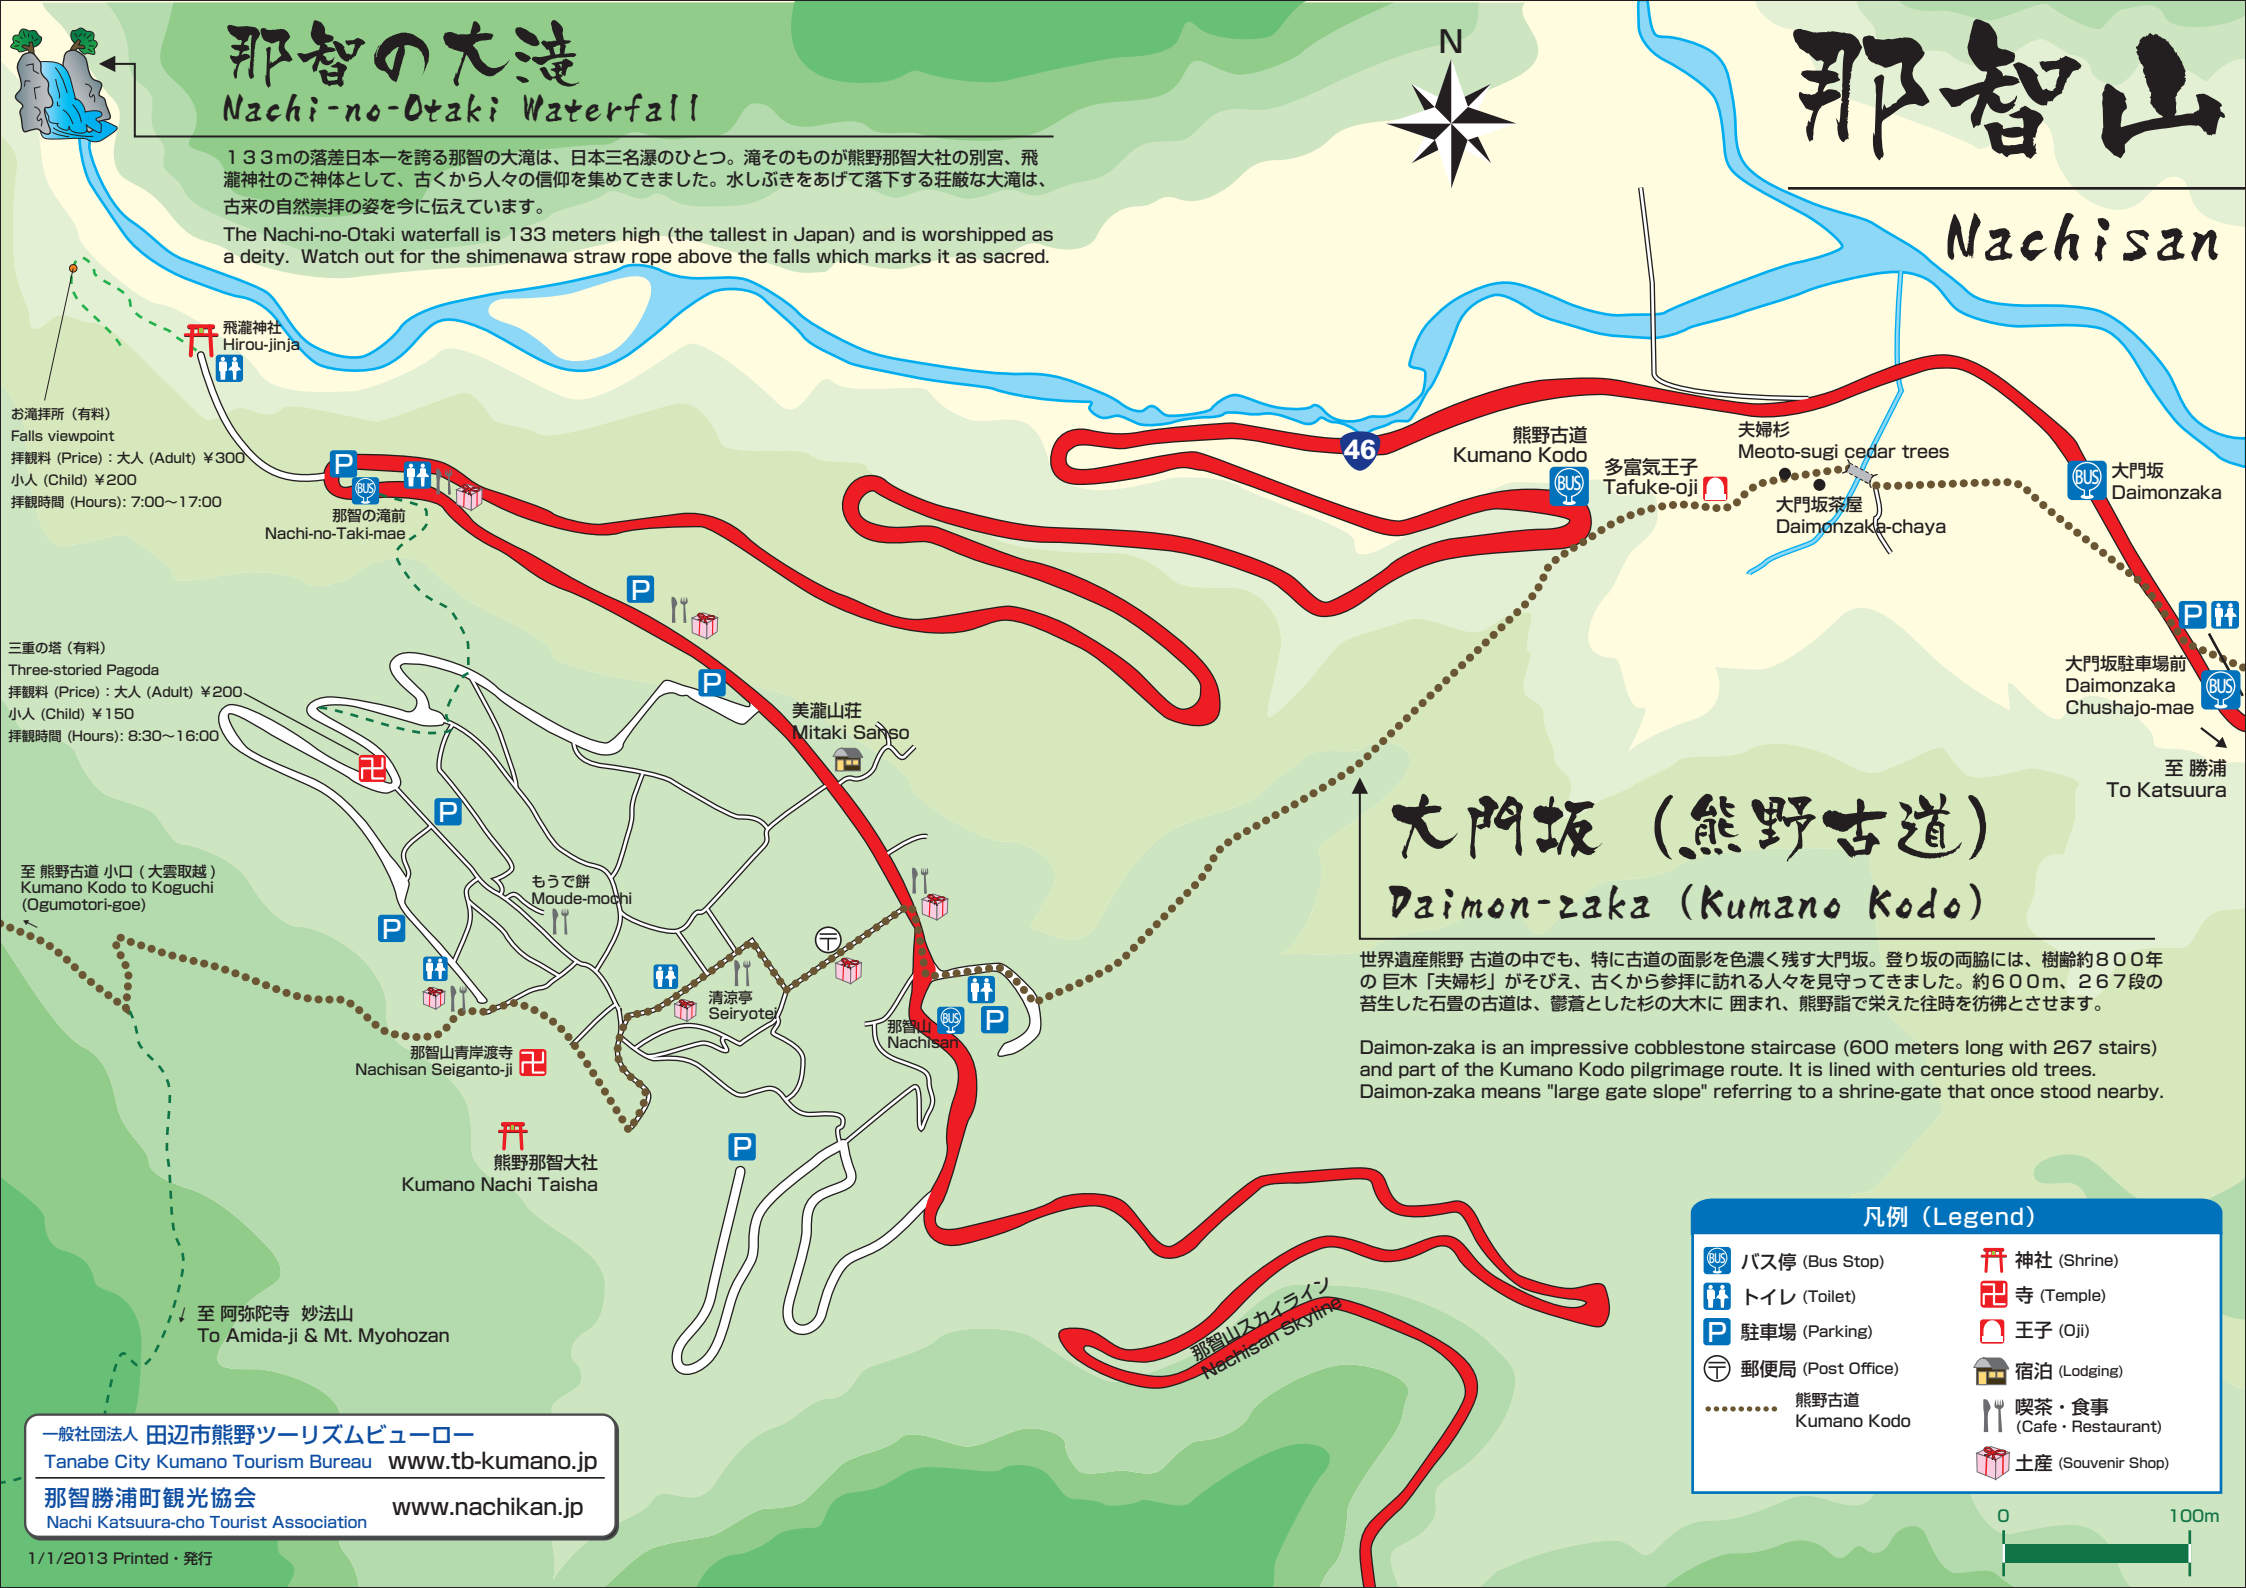 那智の大滝
Nachi-no-Otaki Waterfall
133mの落差日本一を誇る那智の大滝は、日本三名瀑のひとつ。滝そのものが熊野那智大社の別宮、飛
瀧神社のご神体として、古くから人々の信仰を集めてきました。水しぶきをあげて落下する荘厳な大滝は、
古来の自然崇拝の姿を今に伝えています。
The Nachi-no-Otaki waterfall is 133 meters high (the tallest in Japan) and is worshipped as
a deity. Watch out for the shimenawa straw rope above the falls which marks it as sacred.
N
那智山
Nachisan
飛瀧神社
Hirou-jinja
お滝拝所（有料）
Falls viewpoint
拝観料 (Price)：大人 (Adult) ￥300
小人 (Child) ￥200
拝観時間 (Hours): 7:00～17:00
P
BUS
那智の滝前
Nachi-no-Taki-mae
46
熊野古道
Kumano Kodo
BUS
多富気王子
Tafuke-oji
夫婦杉
Meoto-sugi cedar trees
大門坂茶屋
Daimonzaka-chaya
BUS
大門坂
Daimonzaka
P
大門坂駐車場前
Daimonzaka
Chushajo-mae
BUS
至 勝浦
To Katsuura
三重の塔（有料）
Three-storied Pagoda
拝観料 (Price)：大人 (Adult) ￥200
小人 (Child) ￥150
拝観時間 (Hours): 8:30～16:00
P
P
美瀧山荘
Mitaki Sanso
P
至 熊野古道 小口 ( 大雲取越 )
Kumano Kodo to Koguchi
(Ogumotori-goe)
もうで餅
Moude-mochi
P
清涼亭
Seiryotei
那智山
Nachisan
BUS
P
那智山青岸渡寺
Nachisan Seiganto-ji
熊野那智大社
Kumano Nachi Taisha
P
大門坂（熊野古道）
Daimon-zaka (Kumano Kodo)
世界遺産熊野 古道の中でも、特に古道の面影を色濃く残す大門坂。登り坂の両脇には、樹齢約８００年
の 巨木「夫婦杉」がそびえ、古くから参拝に訪れる人々を見守ってきました。約６００m、２６７段の
苔生した石畳の古道は、鬱蒼とした杉の大木に 囲まれ、熊野詣で栄えた往時を彷彿とさせます。
Daimon-zaka is an impressive cobblestone staircase (600 meters long with 267 stairs)
and part of the Kumano Kodo pilgrimage route. It is lined with centuries old trees.
Daimon-zaka means "large gate slope" referring to a shrine-gate that once stood nearby.
至 阿弥陀寺 妙法山
To Amida-ji & Mt. Myohozan
那智山スカイライン
Nachisan Skyline
凡例（Legend）
BUS バス停 (Bus Stop)
トイレ (Toilet)
P 駐車場 (Parking)
〒 郵便局 (Post Office)
熊野古道
Kumano Kodo
神社 (Shrine)
卍 寺 (Temple)
王子 (Oji)
宿泊 (Lodging)
喫茶・食事
(Cafe・Restaurant)
土産 (Souvenir Shop)
0 100m
一般社団法人 田辺市熊野ツーリズムビューロー
Tanabe City Kumano Tourism Bureau www.tb-kumano.jp
那智勝浦町観光協会
Nachi Katsuura-cho Tourist Association www.nachikan.jp
1/1/2013 Printed・発行